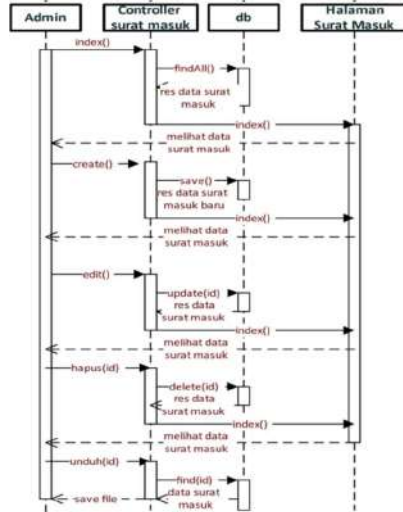 Admin
Controller
surat masuk
db
Halaman
Surat Masuk
index()
findAll()
res data surat
masuk
index()
melihat data
surat masuk
create()
save()
res data surat
masuk baru
index()
melihat data
surat masuk
edit()
update(id)
res data
surat masuk
index()
melihat data
surat masuk
hapus(id)
delete(id)
res data
surat masuk
index()
melihat data
surat masuk
unduh(id)
find(id)
data surat
masuk
save file